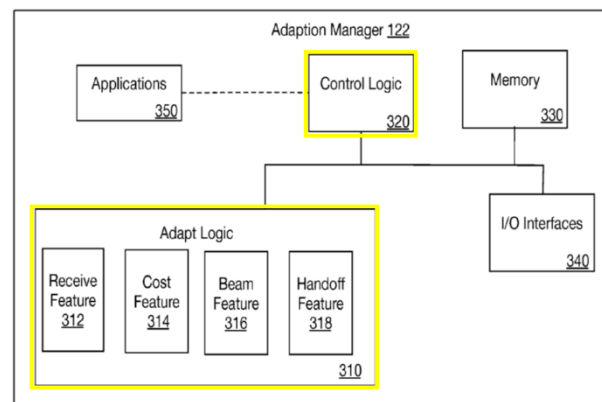 Adaption Manager 122
Applications
350
Control Logic
320
Memory
330
I/O Interfaces
340
Adapt Logic
Receive
Feature
312
Cost
Feature
314
Beam
Feature
316
Handoff
Feature
318
310